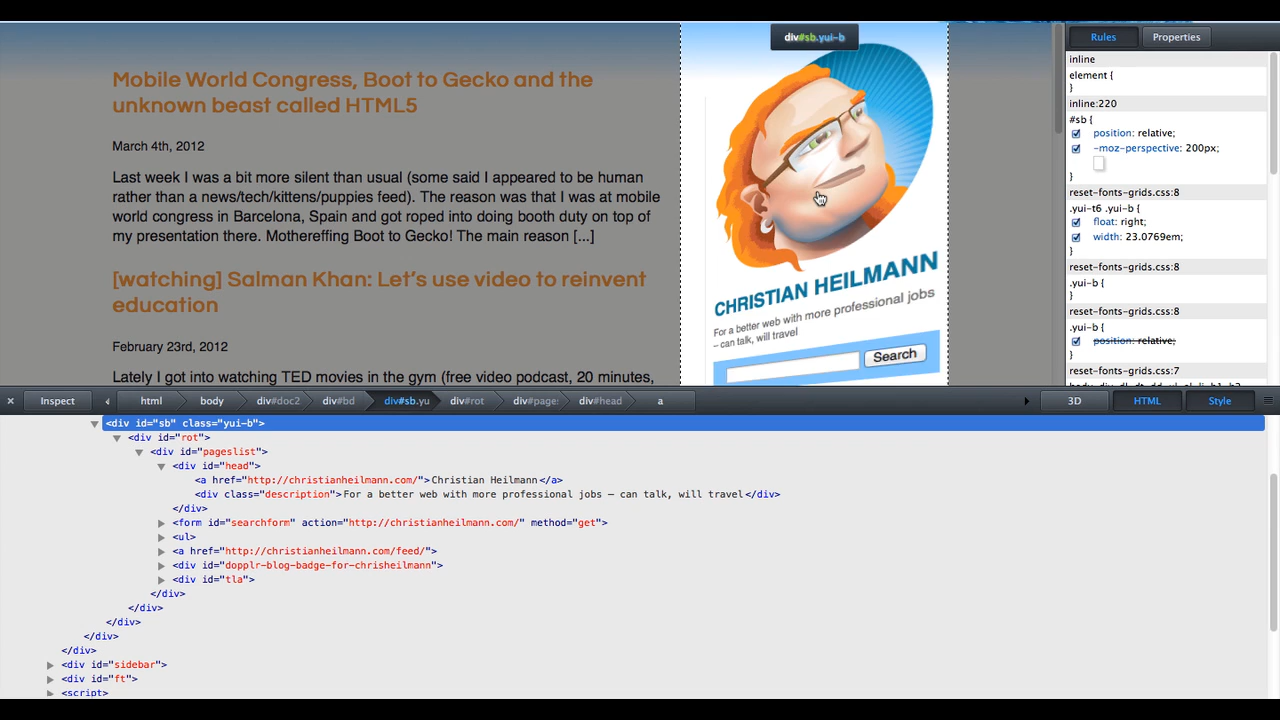 div#sb.yui-b
Mobile World Congress, Boot to Gecko and the
unknown beast called HTML5
March 4th, 2012
Last week I was a bit more silent than usual (some said I appeared to be human
rather than a news/tech/kittens/puppies feed). The reason was that I was at mobile
world congress in Barcelona, Spain and got roped into doing booth duty on top of
my presentation there. Mothereffing Boot to Gecko! The main reason [...]
[watching] Salman Khan: Let's use video to reinvent
education
February 23rd, 2012
Lately I got into watching TED movies in the gym (free video podcast, 20 minutes,
CHRISTIAN HEILMANN
For a better web with more professional jobs
– can talk, will travel
Search
Rules Properties
inline
element {
}
inline:220
#sb {
position: relative;
-moz-perspective: 200px;
}
reset-fonts-grids.css:8
.yui-t6 .yui-b {
float: right;
width: 23.0769em;
}
reset-fonts-grids.css:8
.yui-b {
}
reset-fonts-grids.css:8
.yui-b {
position: relative;
}
reset-fonts-grids.css:7
Inspect html body div#doc2 div#bd div#sb.yu div#rot div#page: div#head a 3D HTML Style
<div id="sb" class="yui-b">
<div id="rot">
<div id="pageslist">
<div id="head">
<a href="http://christianheilmann.com/">Christian Heilmann</a>
<div class="description">For a better web with more professional jobs – can talk, will travel</div>
</div>
<form id="searchform" action="http://christianheilmann.com/" method="get">
<ul>
<a href="http://christianheilmann.com/feed/">
<div id="dopplr-blog-badge-for-chrisheilmann">
<div id="tla">
</div>
</div>
</div>
</div>
</div>
<div id="sidebar">
<div id="ft">
<script>